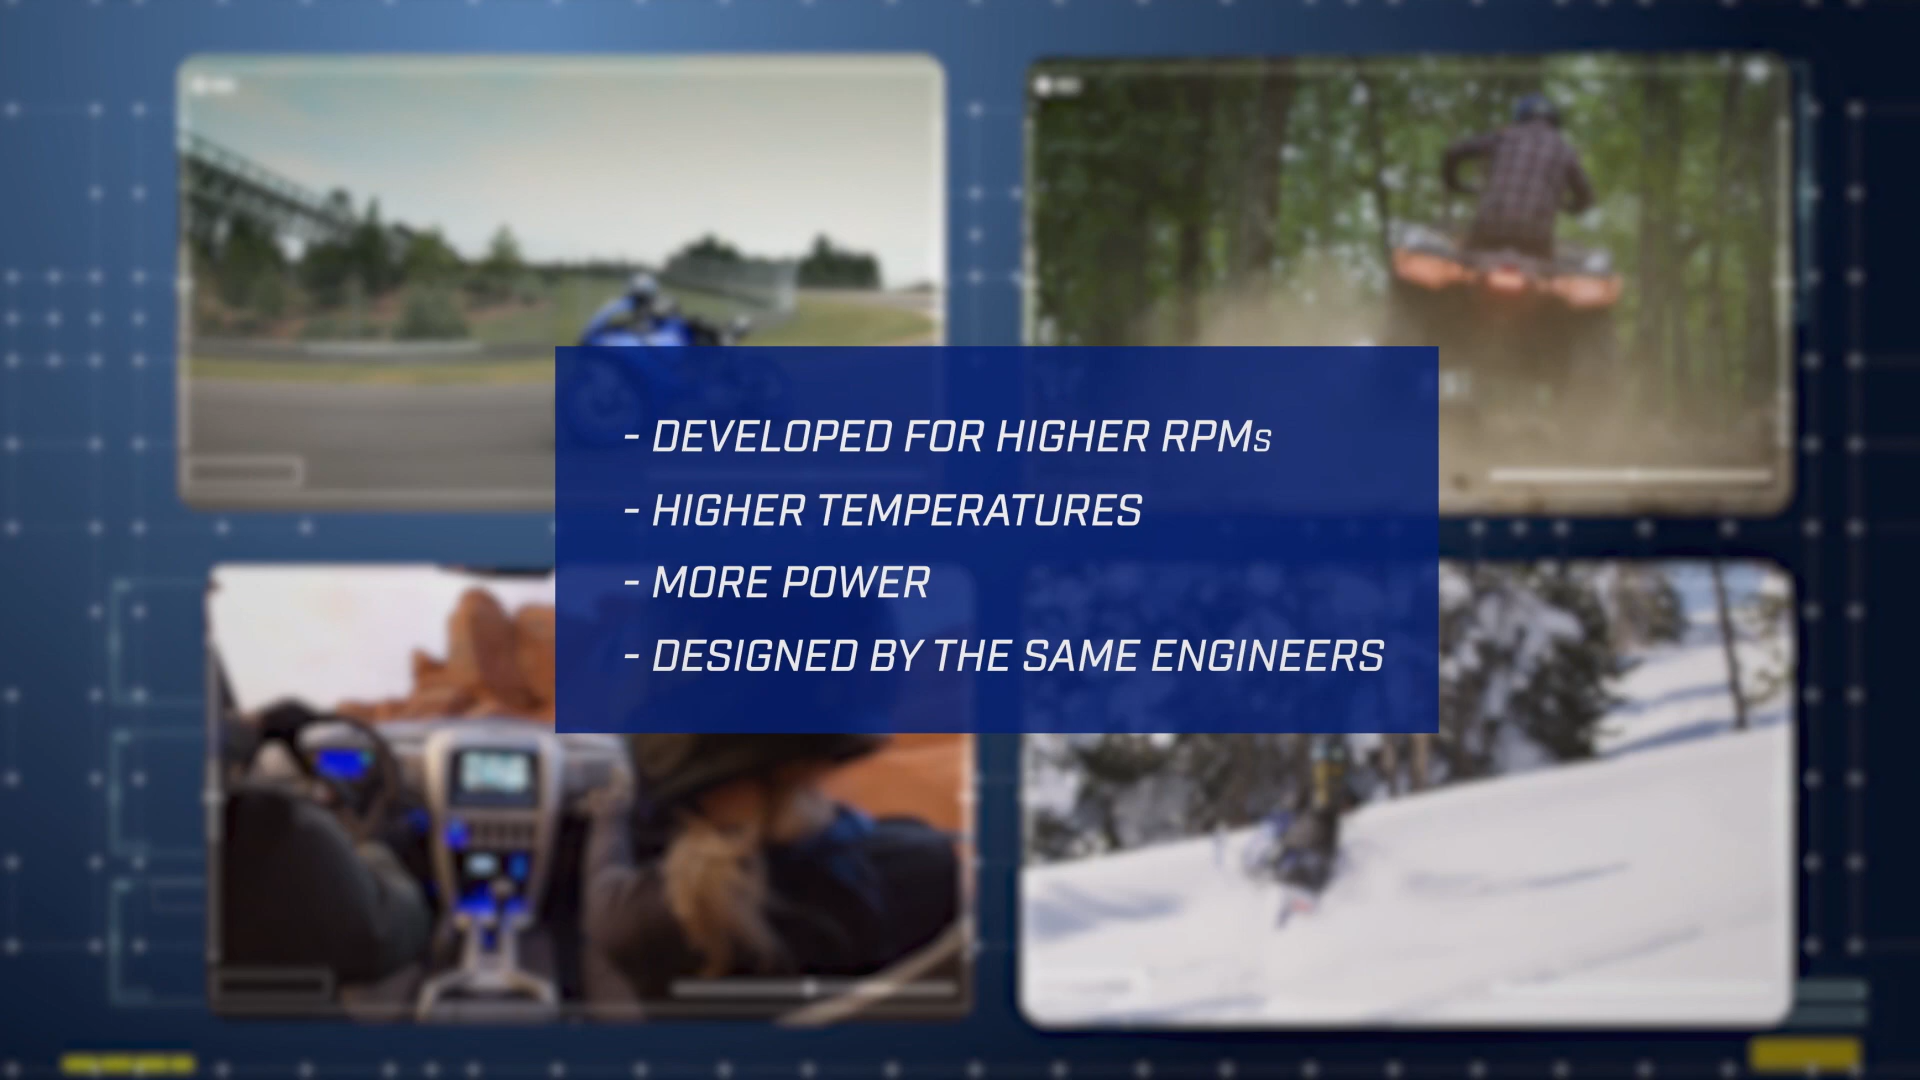 - DEVELOPED FOR HIGHER RPMs
- HIGHER TEMPERATURES
- MORE POWER
- DESIGNED BY THE SAME ENGINEERS